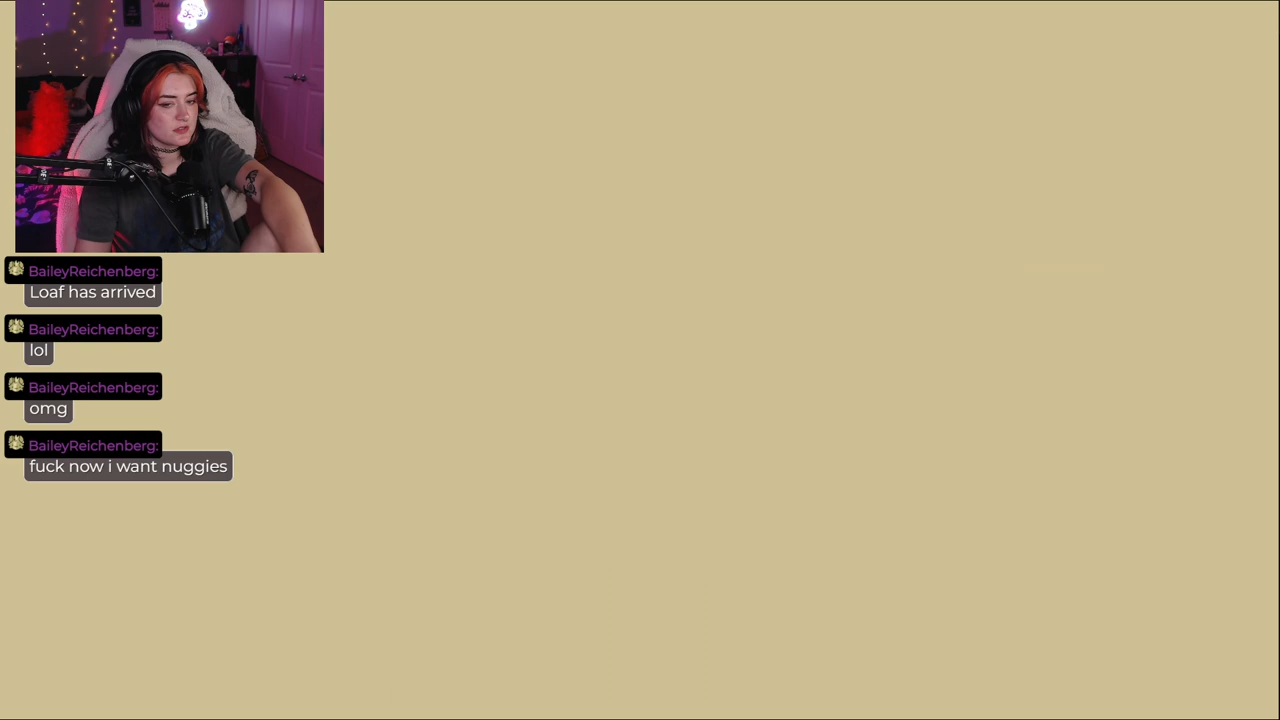 BaileyReichenberg:
Loaf has arrived
BaileyReichenberg:
lol
BaileyReichenberg:
omg
BaileyReichenberg:
fuck now i want nuggies